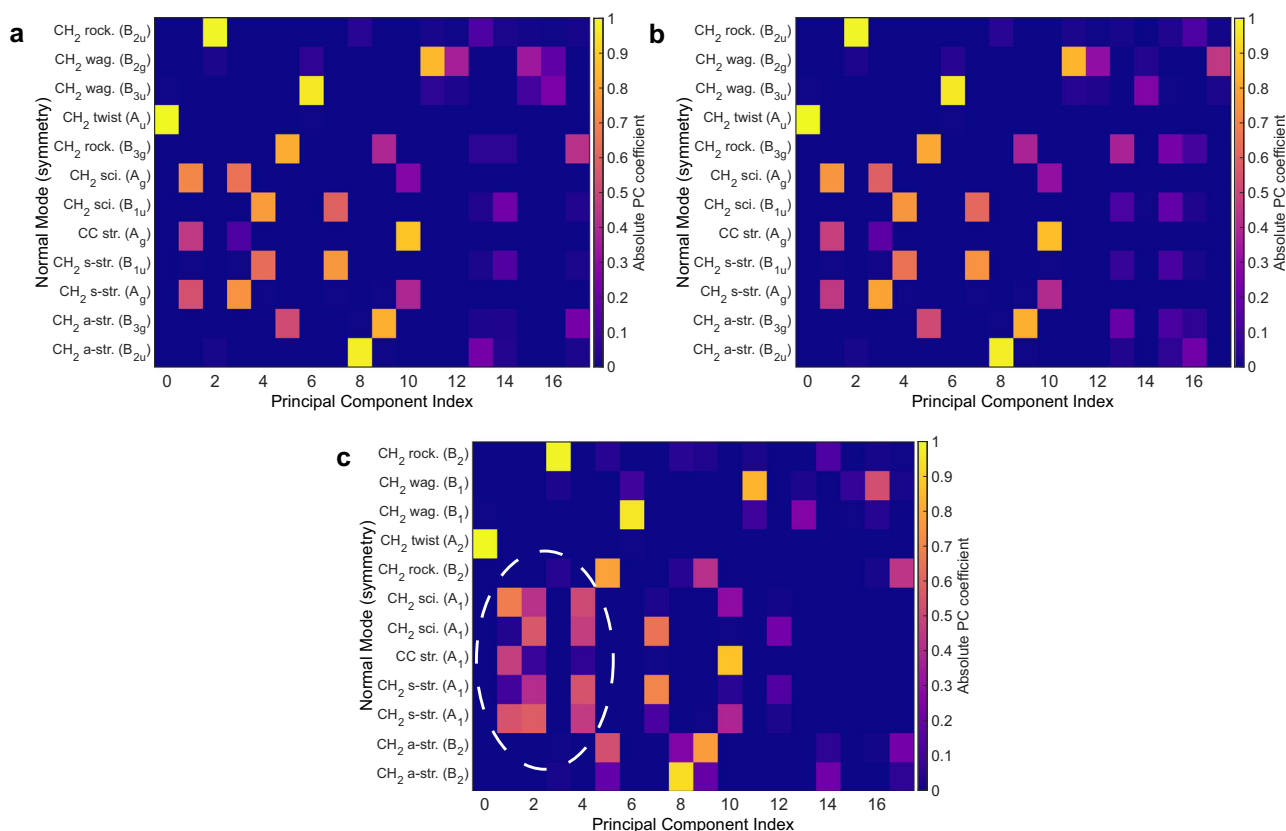 a
Normal Mode (symmetry)
CH₂ rock. (B₂ᵤ)
CH₂ wag. (B₂g)
CH₂ wag. (B₃ᵤ)
CH₂ twist (Aᵤ)
CH₂ rock. (B₃g)
CH₂ sci. (Ag)
CH₂ sci. (B₁ᵤ)
CC str. (Ag)
CH₂ s-str. (B₁ᵤ)
CH₂ s-str. (Ag)
CH₂ a-str. (B₃g)
CH₂ a-str. (B₂ᵤ)
0 2 4 6 8 10 12 14 16
Principal Component Index
1
0.9
0.8
0.7
0.6
0.5
0.4
0.3
0.2
0.1
0
Absolute PC coefficient
b
Normal Mode (symmetry)
CH₂ rock. (B₂ᵤ)
CH₂ wag. (B₂g)
CH₂ wag. (B₃ᵤ)
CH₂ twist (Aᵤ)
CH₂ rock. (B₃g)
CH₂ sci. (Ag)
CH₂ sci. (B₁ᵤ)
CC str. (Ag)
CH₂ s-str. (B₁ᵤ)
CH₂ s-str. (Ag)
CH₂ a-str. (B₃g)
CH₂ a-str. (B₂ᵤ)
0 2 4 6 8 10 12 14 16
Principal Component Index
1
0.9
0.8
0.7
0.6
0.5
0.4
0.3
0.2
0.1
0
Absolute PC coefficient
c
Normal Mode (symmetry)
CH₂ rock. (B₂)
CH₂ wag. (B₁)
CH₂ wag. (B₁)
CH₂ twist (A₂)
CH₂ rock. (B₂)
CH₂ sci. (A₁)
CH₂ sci. (A₁)
CC str. (A₁)
CH₂ s-str. (A₁)
CH₂ s-str. (A₁)
CH₂ a-str. (B₂)
CH₂ a-str. (B₂)
0 2 4 6 8 10 12 14 16
Principal Component Index
1
0.9
0.8
0.7
0.6
0.5
0.4
0.3
0.2
0.1
0
Absolute PC coefficient